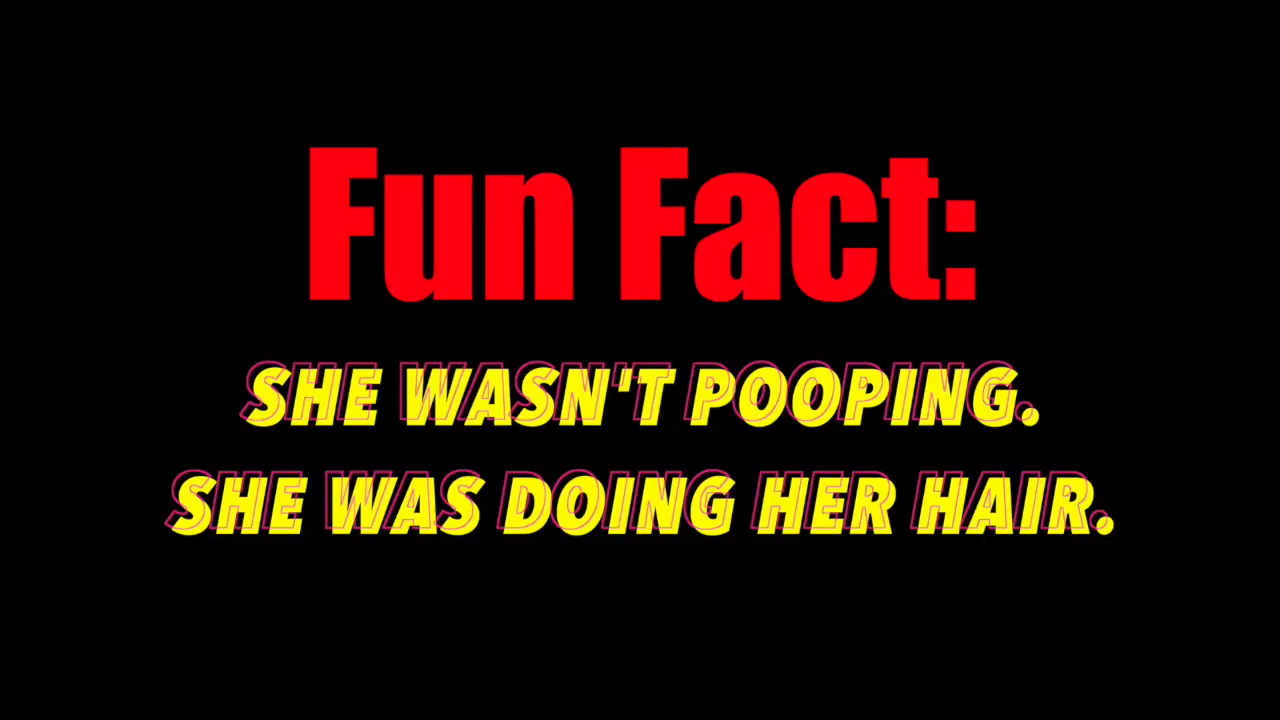 Fun Fact:
SHE WASN'T POOPING.
SHE WAS DOING HER HAIR.